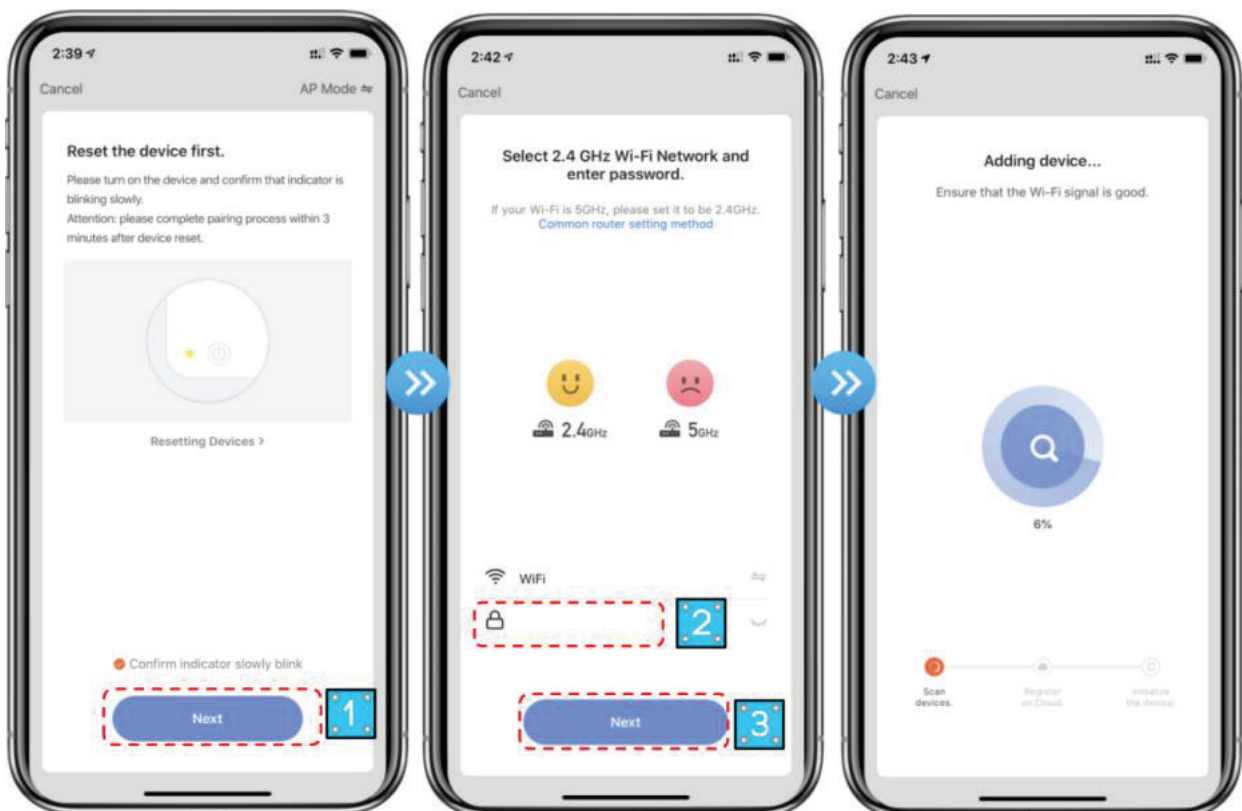 2:39
Cancel
AP Mode
Reset the device first.
Please turn on the device and confirm that indicator is
blinking slowly.
Attention: please complete pairing process within 3
minutes after device reset.
Resetting Devices >
Confirm indicator slowly blink
Next
1
2:42
Cancel
Select 2.4 GHz Wi-Fi Network and
enter password.
If your Wi-Fi is 5GHz, please set it to be 2.4GHz.
Common router setting method
2.4GHz
5GHz
WiFi
2
Next
3
2:43
Cancel
Adding device...
Ensure that the Wi-Fi signal is good.
6%
Scan
devices.
Register
on Cloud.
Initialize
the device.